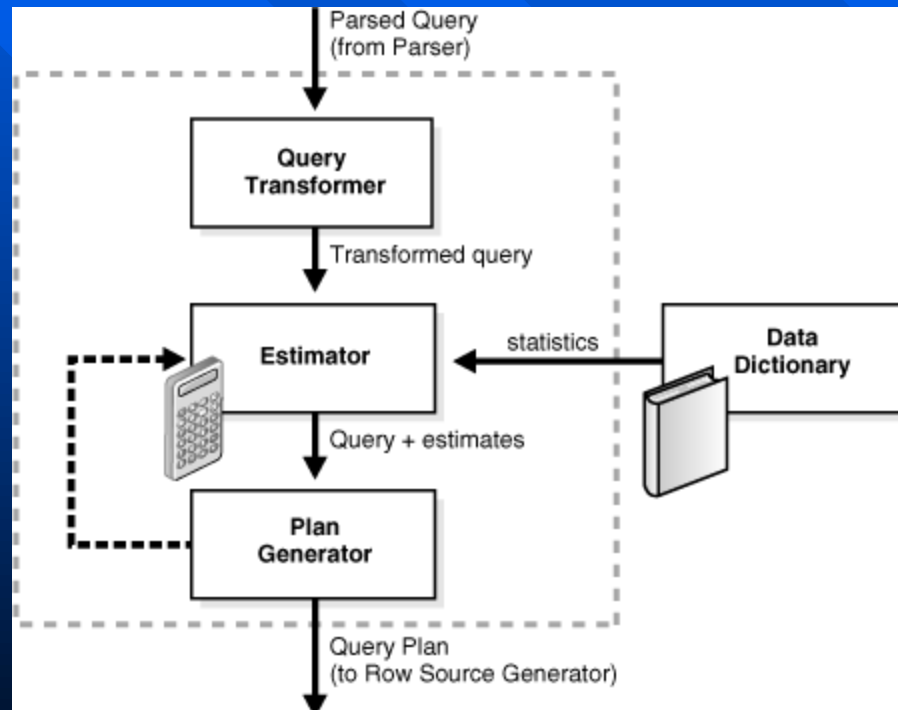 Parsed Query
(from Parser)
Query
Transformer
Transformed query
Estimator
statistics
Data
Dictionary
Query + estimates
Plan
Generator
Query Plan
(to Row Source Generator)